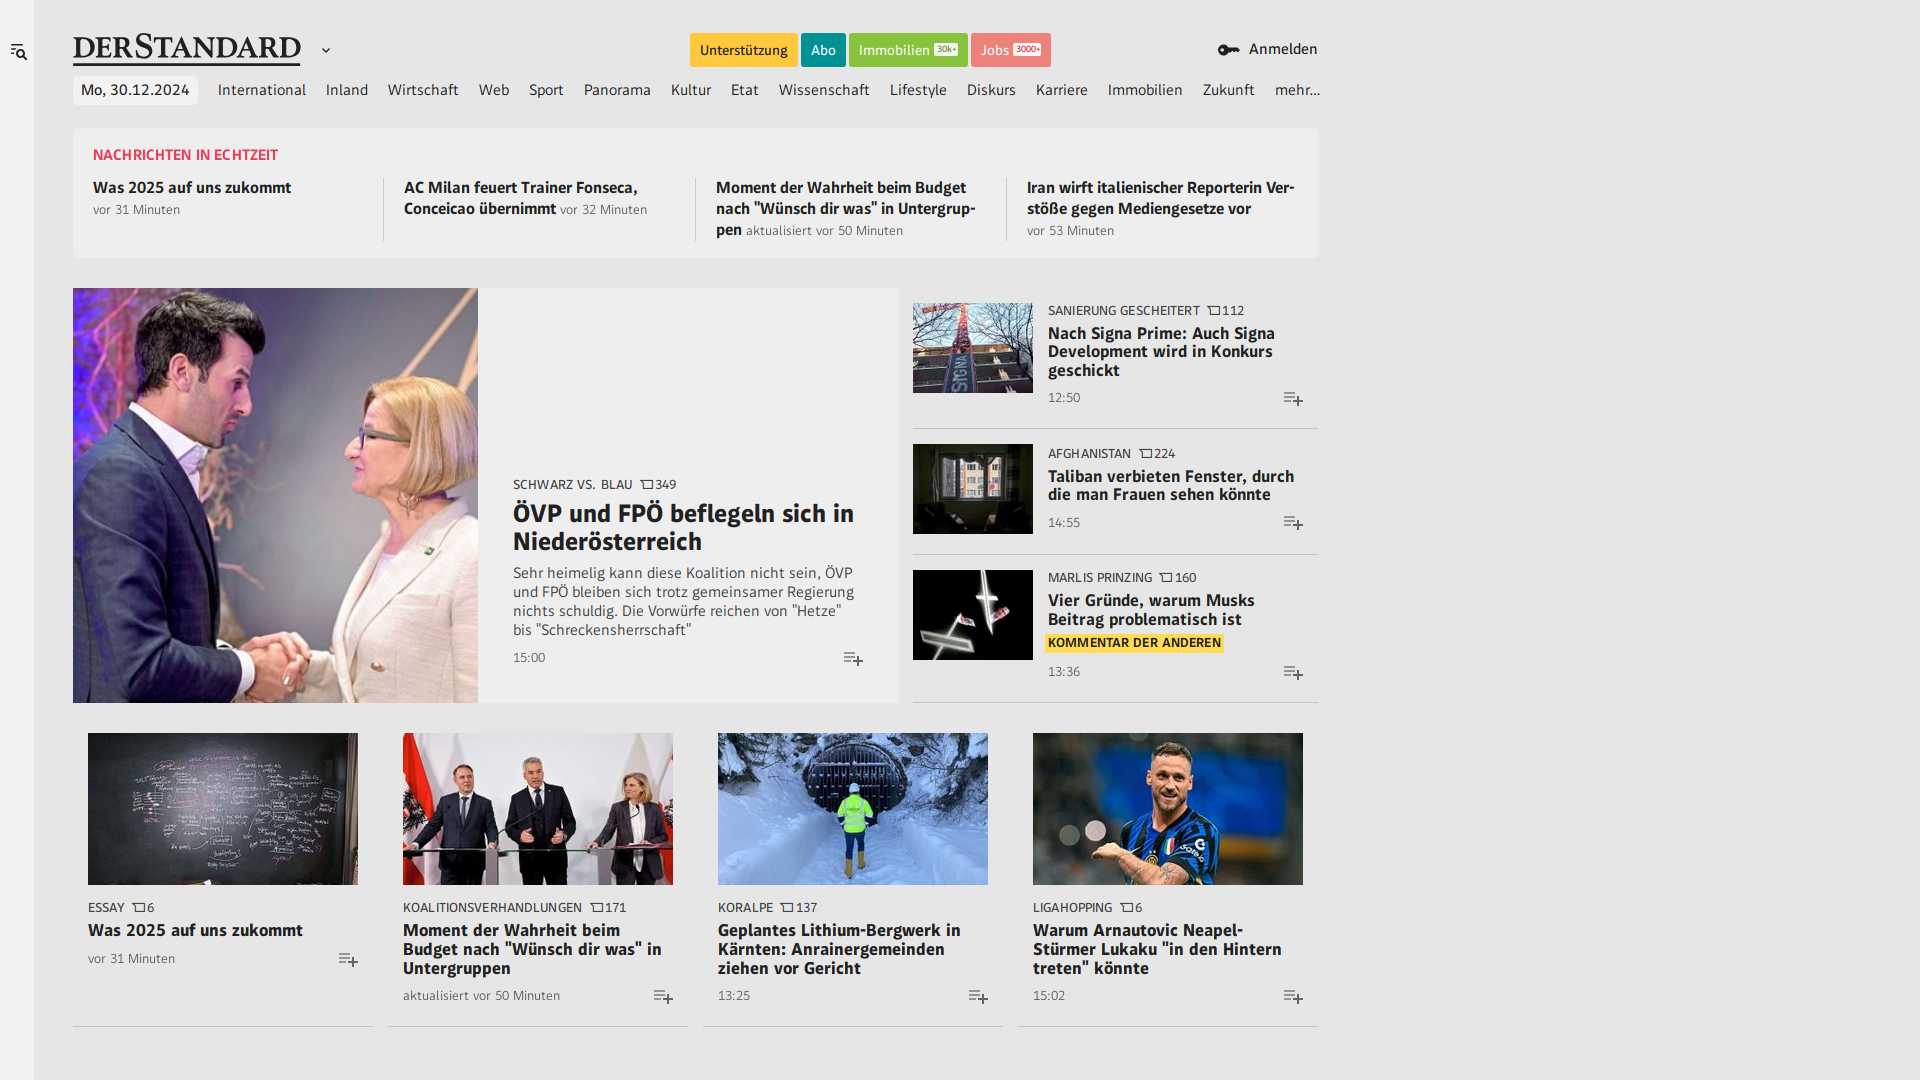 DERSTANDARD
Unterstützung
Abo
Immobilien 30k+
Jobs 3000+
Anmelden
Mo, 30.12.2024
International
Inland
Wirtschaft
Web
Sport
Panorama
Kultur
Etat
Wissenschaft
Lifestyle
Diskurs
Karriere
Immobilien
Zukunft
mehr...
NACHRICHTEN IN ECHTZEIT
Was 2025 auf uns zukommt
vor 31 Minuten
AC Milan feuert Trainer Fonseca,
Conceicao übernimmt vor 32 Minuten
Moment der Wahrheit beim Budget
nach "Wünsch dir was" in Untergrup-
pen aktualisiert vor 50 Minuten
Iran wirft italienischer Reporterin Ver-
stöße gegen Mediengesetze vor
vor 53 Minuten
SCHWARZ VS. BLAU 349
ÖVP und FPÖ beflegeln sich in
Niederösterreich
Sehr heimelig kann diese Koalition nicht sein, ÖVP
und FPÖ bleiben sich trotz gemeinsamer Regierung
nichts schuldig. Die Vorwürfe reichen von "Hetze"
bis "Schreckensherrschaft"
15:00
SIGNA
SANIERUNG GESCHEITERT 112
Nach Signa Prime: Auch Signa
Development wird in Konkurs
geschickt
12:50
AFGHANISTAN 224
Taliban verbieten Fenster, durch
die man Frauen sehen könnte
14:55
MARLIS PRINZING 160
Vier Gründe, warum Musks
Beitrag problematisch ist
KOMMENTAR DER ANDEREN
13:36
ESSAY 6
Was 2025 auf uns zukommt
vor 31 Minuten
KOALITIONSVERHANDLUNGEN 171
Moment der Wahrheit beim
Budget nach "Wünsch dir was" in
Untergruppen
aktualisiert vor 50 Minuten
KORALPE 137
Geplantes Lithium-Bergwerk in
Kärnten: Anrainergemeinden
ziehen vor Gericht
13:25
LIGAHOPPING 6
Warum Arnautovic Neapel-
Stürmer Lukaku "in den Hintern
treten" könnte
15:02